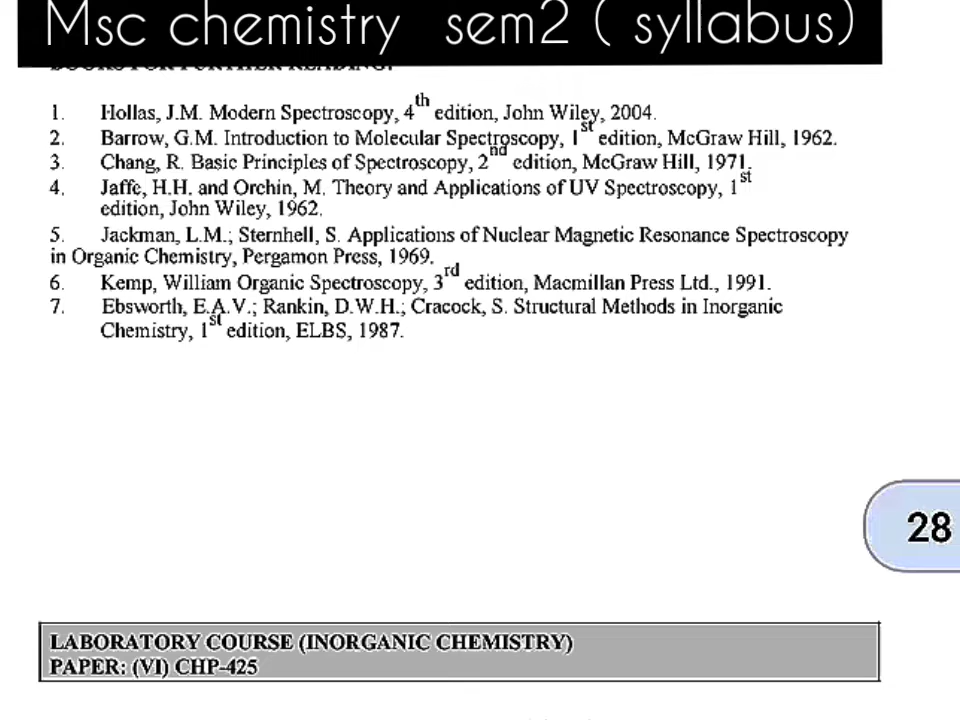 Msc chemistry sem2 ( syllabus)
BOOKS FOR FURTHER READING:
1. Hollas, J.M. Modern Spectroscopy, 4th edition, John Wiley, 2004.
2. Barrow, G.M. Introduction to Molecular Spectroscopy, 1st edition, McGraw Hill, 1962.
3. Chang, R. Basic Principles of Spectroscopy, 2nd edition, McGraw Hill, 1971.
4. Jaffe, H.H. and Orchin, M. Theory and Applications of UV Spectroscopy, 1st
edition, John Wiley, 1962.
5. Jackman, L.M.; Sternhell, S. Applications of Nuclear Magnetic Resonance Spectroscopy
in Organic Chemistry, Pergamon Press, 1969.
6. Kemp, William Organic Spectroscopy, 3rd edition, Macmillan Press Ltd., 1991.
7. Ebsworth, E.A.V.; Rankin, D.W.H.; Cracock, S. Structural Methods in Inorganic
Chemistry, 1st edition, ELBS, 1987.
28
LABORATORY COURSE (INORGANIC CHEMISTRY)
PAPER: (VI) CHP-425